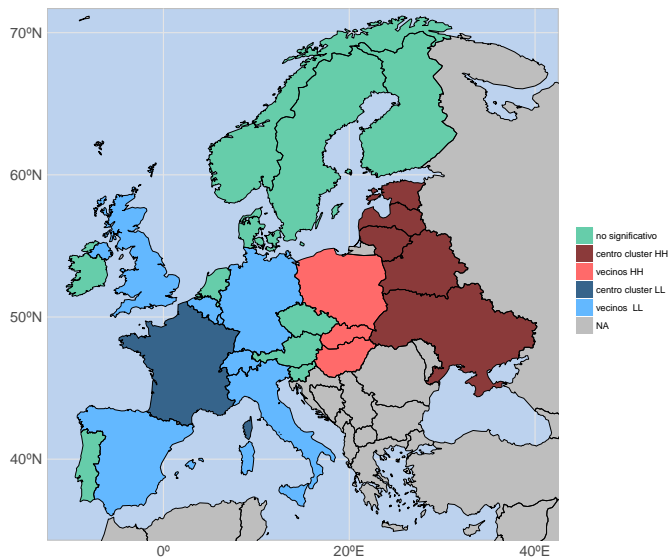 70ºN
60ºN
50ºN
40ºN
0º
20ºE
40ºE
no significativo
centro cluster HH
vecinos HH
centro cluster LL
vecinos  LL
NA